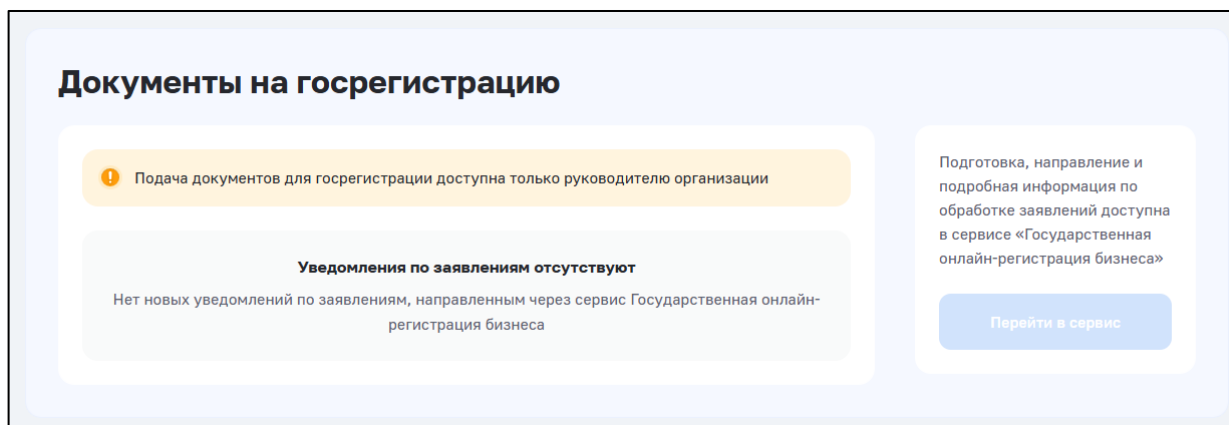 Документы на госрегистрацию
Подача документов для госрегистрации доступна только руководителю организации
Уведомления по заявлениям отсутствуют
Нет новых уведомлений по заявлениям, направленным через сервис Государственная онлайн-
регистрация бизнеса
Подготовка, направление и
подробная информация по
обработке заявлений доступна
в сервисе «Государственная
онлайн-регистрация бизнеса»
Перейти в сервис